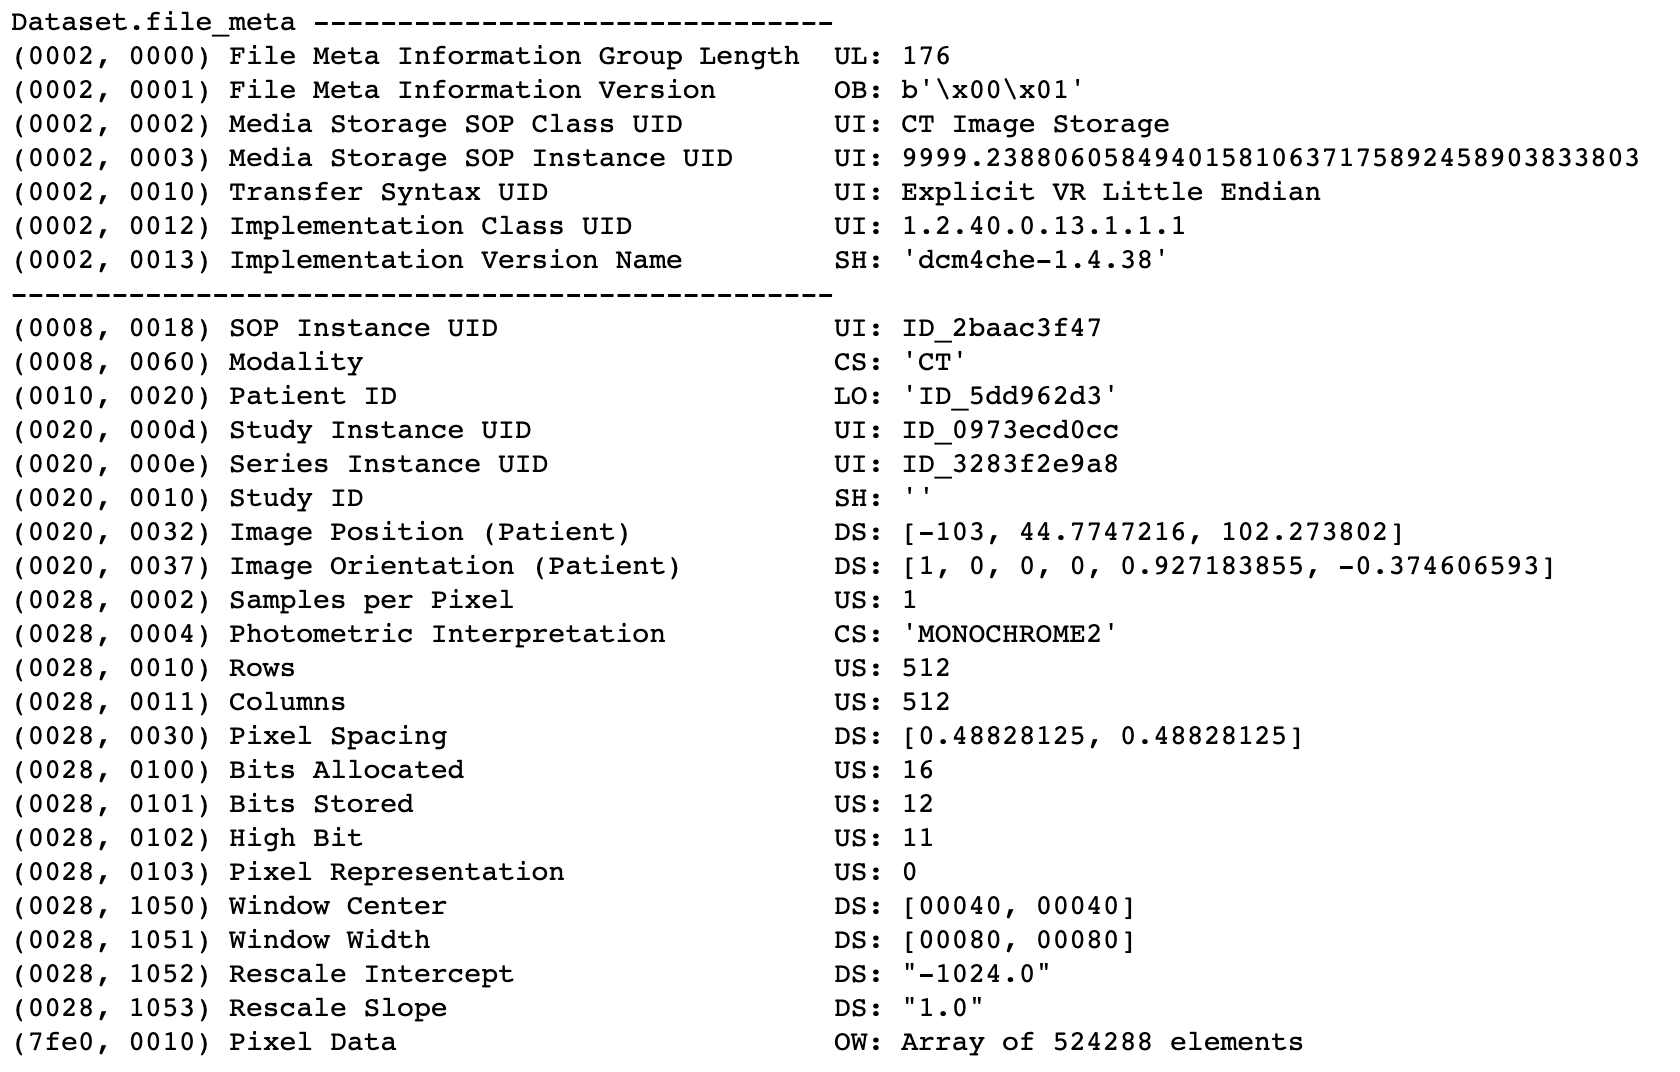 Dataset.file_meta -------------------------------
(0002, 0000) File Meta Information Group Length  UL: 176
(0002, 0001) File Meta Information Version       OB: b'\x00\x01'
(0002, 0002) Media Storage SOP Class UID         UI: CT Image Storage
(0002, 0003) Media Storage SOP Instance UID      UI: 9999.238806058494015810637175892458903833803
(0002, 0010) Transfer Syntax UID                 UI: Explicit VR Little Endian
(0002, 0012) Implementation Class UID            UI: 1.2.40.0.13.1.1.1
(0002, 0013) Implementation Version Name         SH: 'dcm4che-1.4.38'
-------------------------------------------------
(0008, 0018) SOP Instance UID                    UI: ID_2baac3f47
(0008, 0060) Modality                            CS: 'CT'
(0010, 0020) Patient ID                          LO: 'ID_5dd962d3'
(0020, 000d) Study Instance UID                  UI: ID_0973ecd0cc
(0020, 000e) Series Instance UID                 UI: ID_3283f2e9a8
(0020, 0010) Study ID                            SH: ''
(0020, 0032) Image Position (Patient)            DS: [-103, 44.7747216, 102.273802]
(0020, 0037) Image Orientation (Patient)         DS: [1, 0, 0, 0, 0.927183855, -0.374606593]
(0028, 0002) Samples per Pixel                   US: 1
(0028, 0004) Photometric Interpretation          CS: 'MONOCHROME2'
(0028, 0010) Rows                                US: 512
(0028, 0011) Columns                             US: 512
(0028, 0030) Pixel Spacing                       DS: [0.48828125, 0.48828125]
(0028, 0100) Bits Allocated                      US: 16
(0028, 0101) Bits Stored                         US: 12
(0028, 0102) High Bit                            US: 11
(0028, 0103) Pixel Representation                US: 0
(0028, 1050) Window Center                       DS: [00040, 00040]
(0028, 1051) Window Width                        DS: [00080, 00080]
(0028, 1052) Rescale Intercept                   DS: "-1024.0"
(0028, 1053) Rescale Slope                       DS: "1.0"
(7fe0, 0010) Pixel Data                          OW: Array of 524288 elements